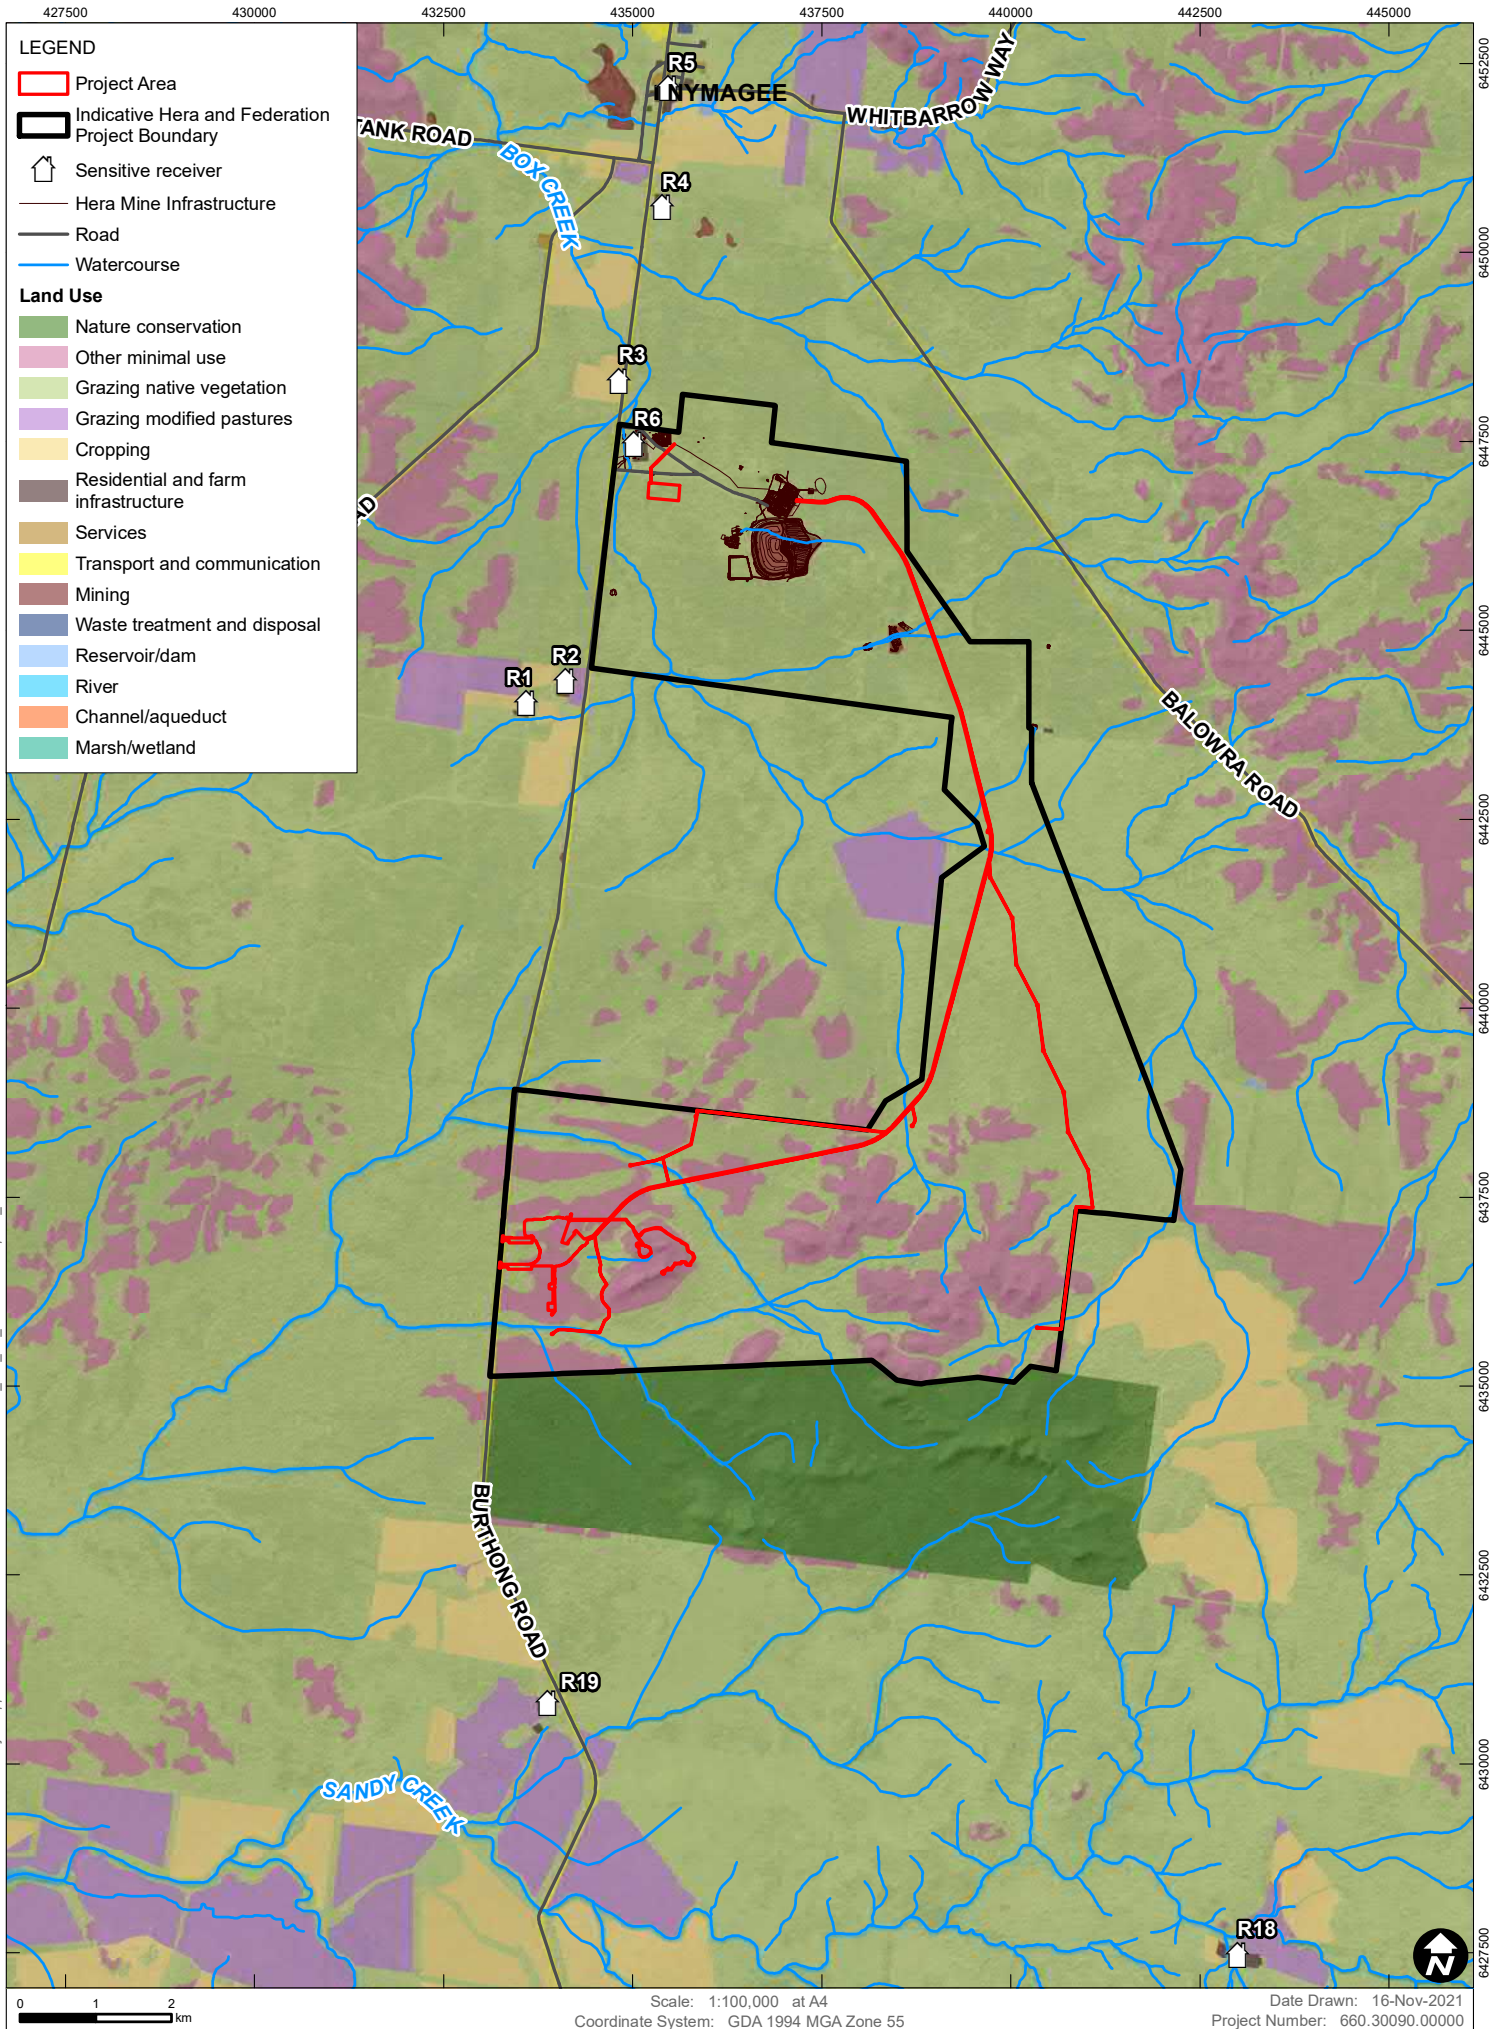 427500
430000
432500
435000
437500
440000
442500
445000
LEGEND
Project Area
Indicative Hera and Federation
Project Boundary
Sensitive receiver
Hera Mine Infrastructure
Road
Watercourse
Land Use
Nature conservation
Other minimal use
Grazing native vegetation
Grazing modified pastures
Cropping
Residential and farm
infrastructure
Services
Transport and communication
Mining
Waste treatment and disposal
Reservoir/dam
River
Channel/aqueduct
Marsh/wetland
R5
NYMAGEE
WHITBARROW WAY
TANK ROAD
BOX CREEK
R4
R3
R6
AD
R2
R1
BALOWRA ROAD
BURTHONG ROAD
R19
SANDY CREEK
R18
6452500
6450000
6447500
6445000
6442500
6440000
6437500
6435000
6432500
6430000
6427500
N
0 1 2
km
Scale: 1:100,000 at A4
Coordinate System: GDA 1994 MGA Zone 55
Date Drawn: 16-Nov-2021
Project Number: 660.30090.00000